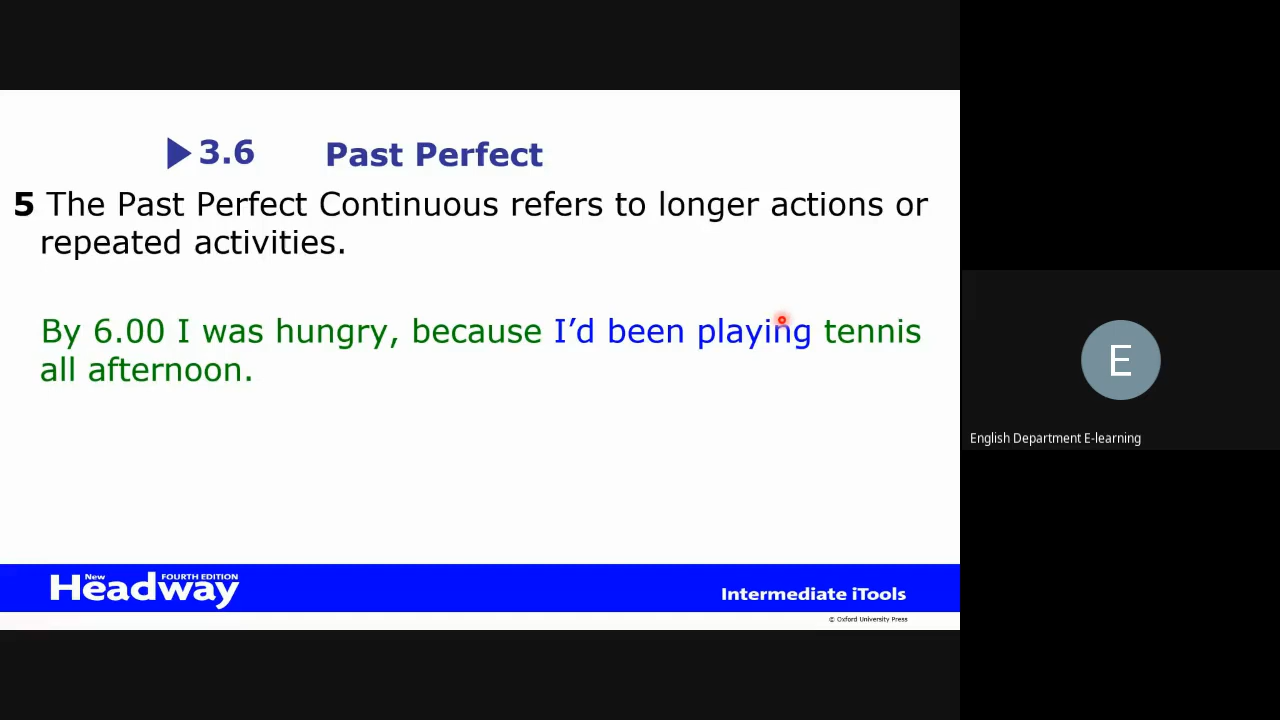 3.6 Past Perfect
5 The Past Perfect Continuous refers to longer actions or
repeated activities.
By 6.00 I was hungry, because I’d been playing tennis
all afternoon.
New Headway FOURTH EDITION
Intermediate iTools
© Oxford University Press
E
English Department E-learning